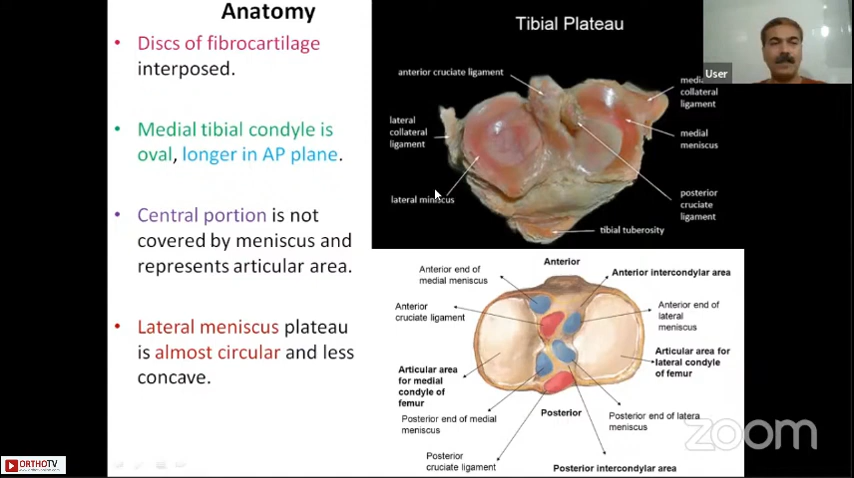 Anatomy
• Discs of fibrocartilage
interposed.
• Medial tibial condyle is
oval, longer in AP plane.
• Central portion is not
covered by meniscus and
represents articular area.
• Lateral meniscus plateau
is almost circular and less
concave.
Tibial Plateau
anterior cruciate ligament
lateral
collateral
ligament
lateral miniscus
collateral
ligament
medial
meniscus
posterior
cruciate
ligament
tibial tuberosity
User
Anterior end of
medial meniscus
Anterior
Anterior intercondylar area
Anterior
cruciate ligament
Anterior end of
lateral
meniscus
Articular area
for medial
condyle of
femur
Articular area for
lateral condyle
of femur
Posterior end of medial
meniscus
Posterior
Posterior end of latera
meniscus
Posterior
cruciate ligament
Posterior intercondylar area
zoom
ORTHOTV